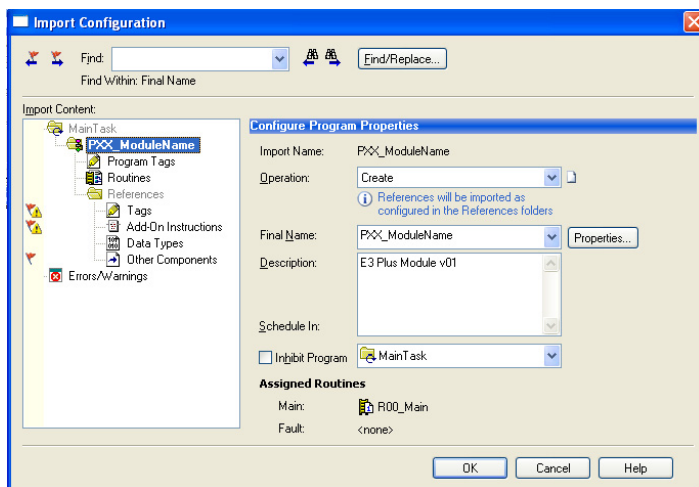 Import Configuration
Find:
Find/Replace...
Find Within: Final Name
Import Content:
MainTask
PXX_ModuleName
Program Tags
Routines
References
Tags
Add-On Instructions
Data Types
Other Components
Errors/Warnings
Configure Program Properties
Import Name: PXX_ModuleName
Operation: Create
References will be imported as
configured in the References folders
Final Name: PXX_ModuleName Properties...
Description: E3 Plus Module v01
Schedule In:
Inhibit Program MainTask
Assigned Routines
Main: R00_Main
Fault: <none>
OK Cancel Help